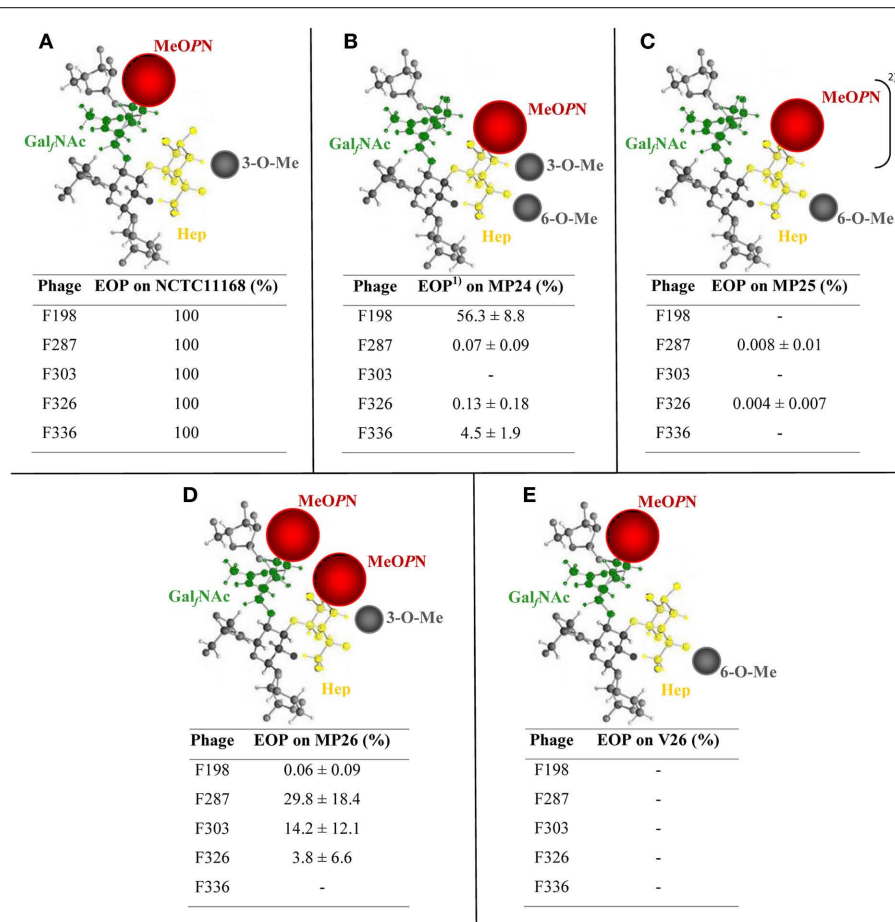 A
MeOPN
GalfNAc
3-O-Me
Hep
Phage EOP on NCTC11168 (%)
F198 100
F287 100
F303 100
F326 100
F336 100
B
MeOPN
GalfNAc
3-O-Me
6-O-Me
Hep
Phage EOP1) on MP24 (%)
F198 56.3 ± 8.8
F287 0.07 ± 0.09
F303 -
F326 0.13 ± 0.18
F336 4.5 ± 1.9
C
MeOPN
GalfNAc
6-O-Me
Hep
Phage EOP on MP25 (%)
F198 -
F287 0.008 ± 0.01
F303 -
F326 0.004 ± 0.007
F336 -
D
MeOPN
MeOPN
GalfNAc
3-O-Me
Hep
Phage EOP on MP26 (%)
F198 0.06 ± 0.09
F287 29.8 ± 18.4
F303 14.2 ± 12.1
F326 3.8 ± 6.6
F336 -
E
MeOPN
GalfNAc
6-O-Me
Hep
Phage EOP on V26 (%)
F198 -
F287 -
F303 -
F326 -
F336 -